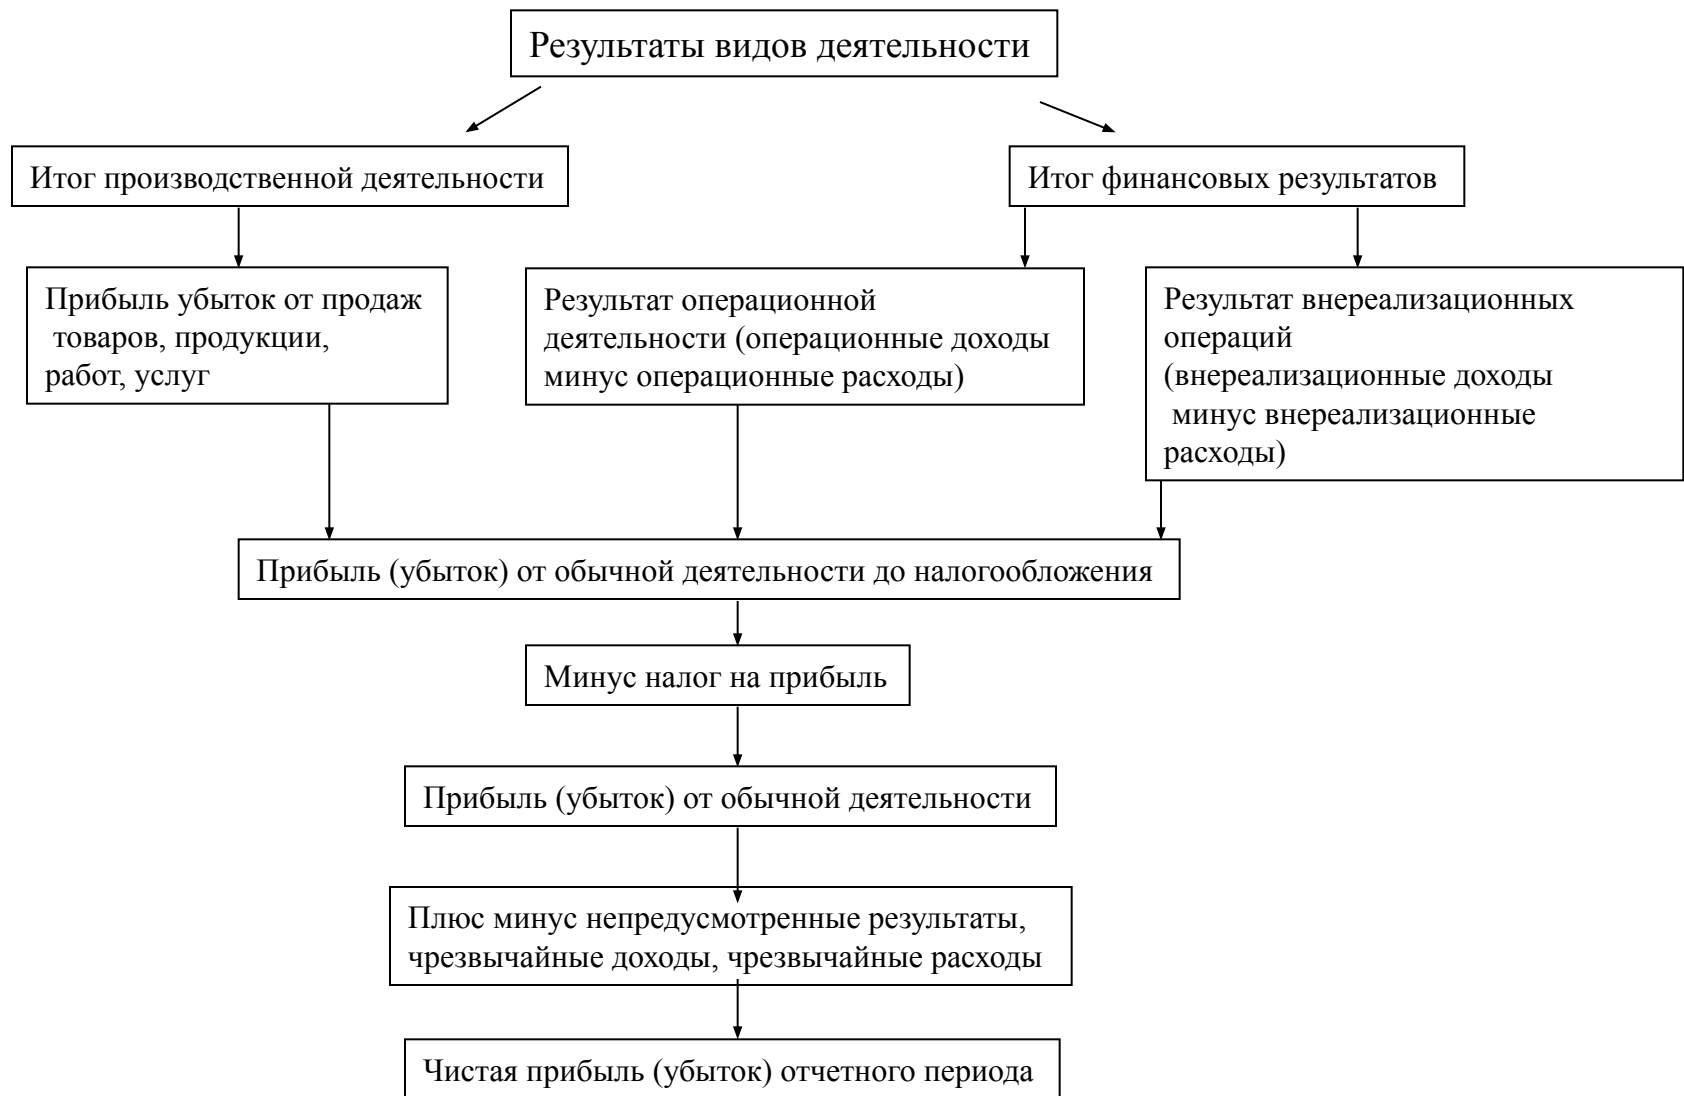 Результаты видов деятельности
Итог производственной деятельности
Итог финансовых результатов
Прибыль убыток от продаж
товаров, продукции,
работ, услуг
Результат операционной
деятельности (операционные доходы
минус операционные расходы)
Результат внереализационных
операций
(внереализационные доходы
минус внереализационные
расходы)
Прибыль (убыток) от обычной деятельности до налогообложения
Минус налог на прибыль
Прибыль (убыток) от обычной деятельности
Плюс минус непредусмотренные результаты,
чрезвычайные доходы, чрезвычайные расходы
Чистая прибыль (убыток) отчетного периода